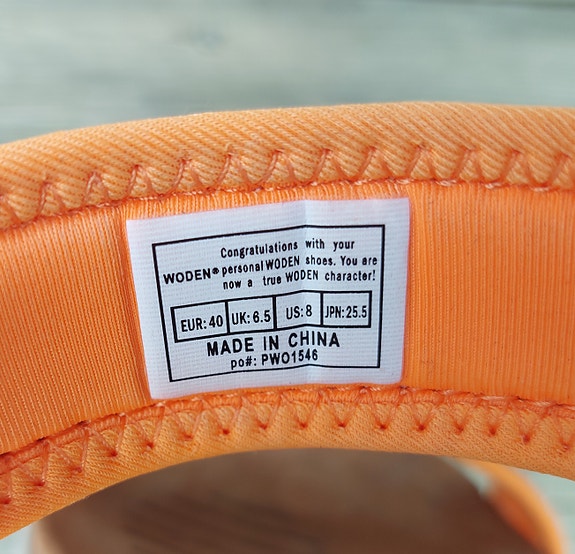 Congratulations with your
WODEN® personal WODEN shoes. You are
now a true WODEN character!
EUR: 40 UK: 6.5 US: 8 JPN: 25.5
MADE IN CHINA
po#: PWO1546